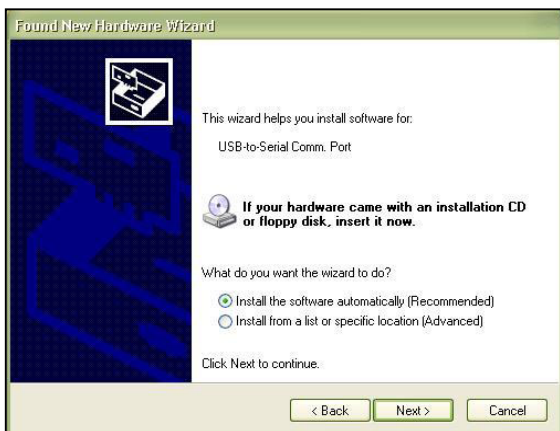 Found New Hardware Wizard
This wizard helps you install software for:
USB-to-Serial Comm. Port
If your hardware came with an installation CD
or floppy disk, insert it now.
What do you want the wizard to do?
Install the software automatically (Recommended)
Install from a list or specific location (Advanced)
Click Next to continue.
< Back Next > Cancel